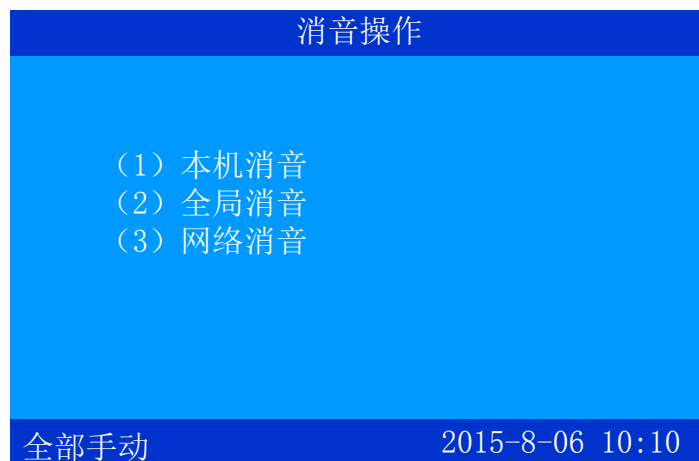 消音操作
（1）本机消音
（2）全局消音
（3）网络消音
全部手动 2015-8-06 10:10